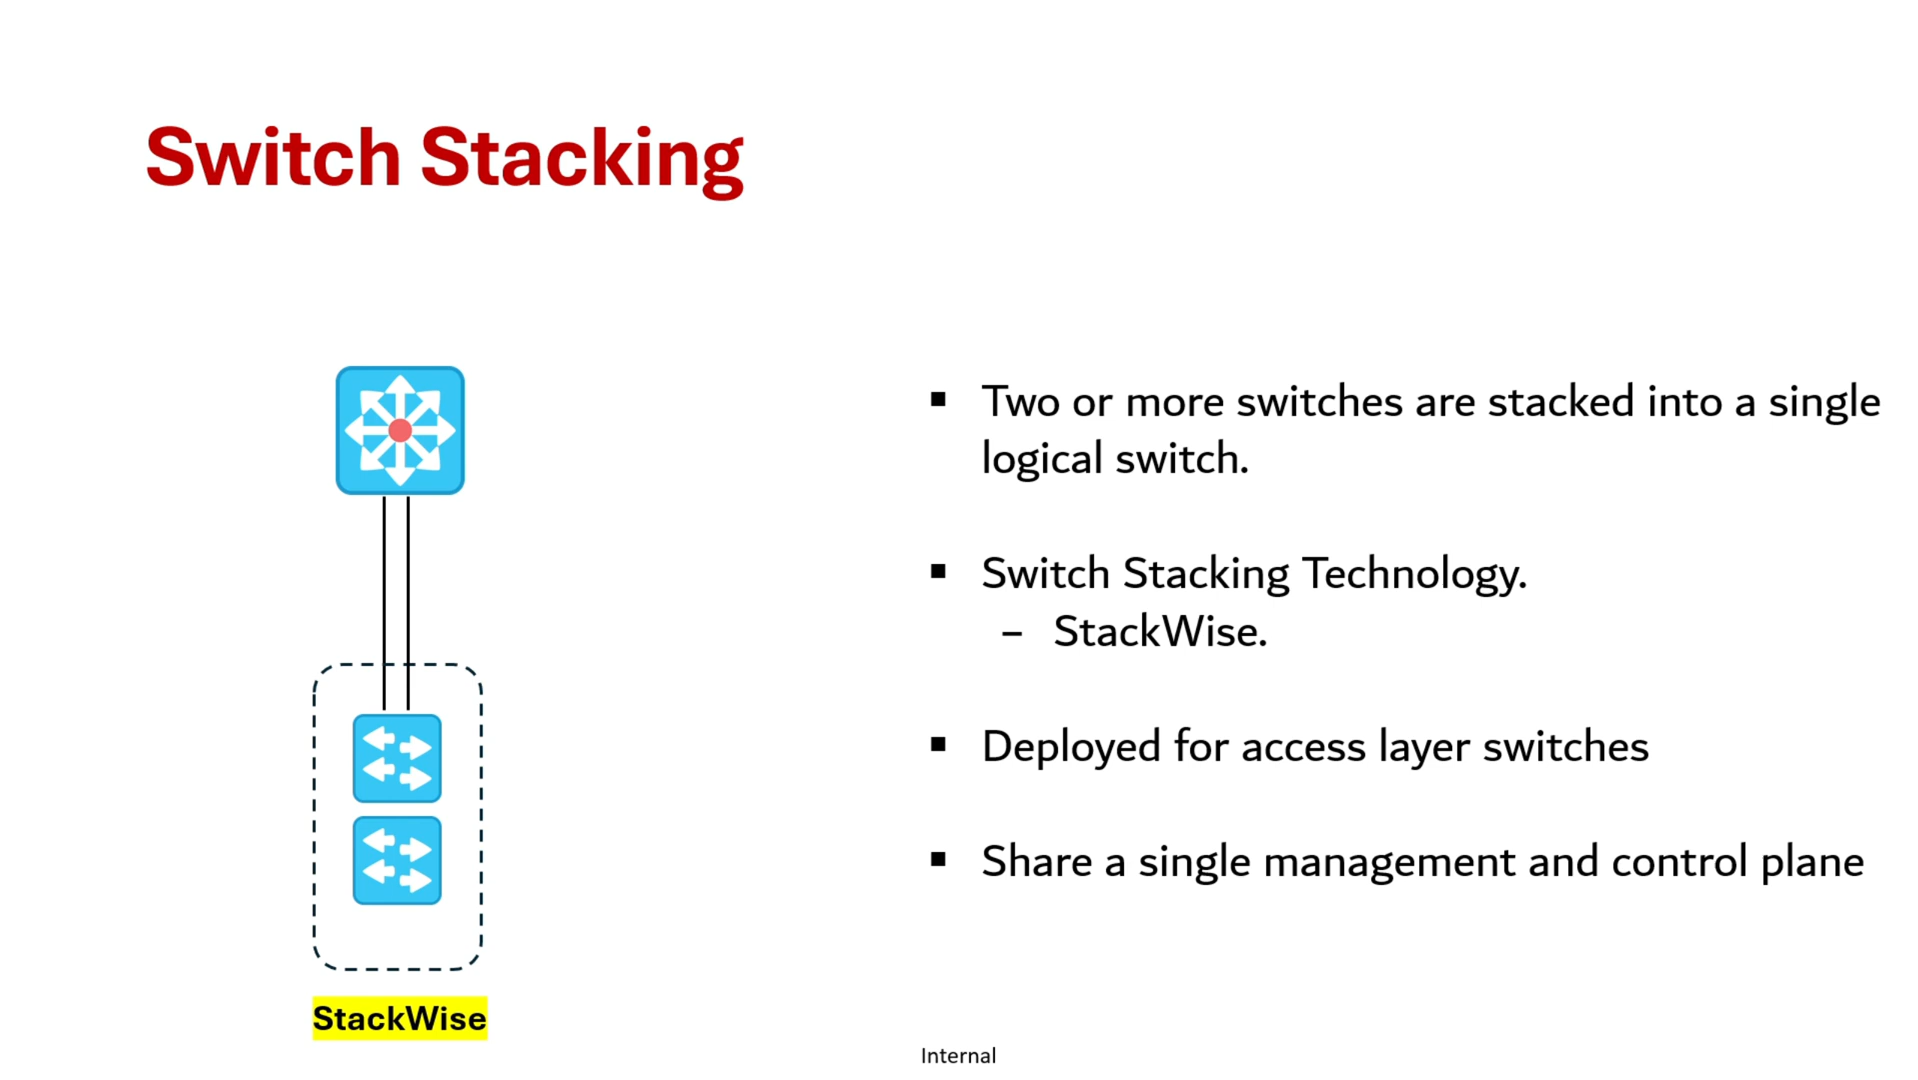 Switch Stacking
▪ Two or more switches are stacked into a single
logical switch.
▪ Switch Stacking Technology.
– StackWise.
▪ Deployed for access layer switches
▪ Share a single management and control plane
StackWise
Internal